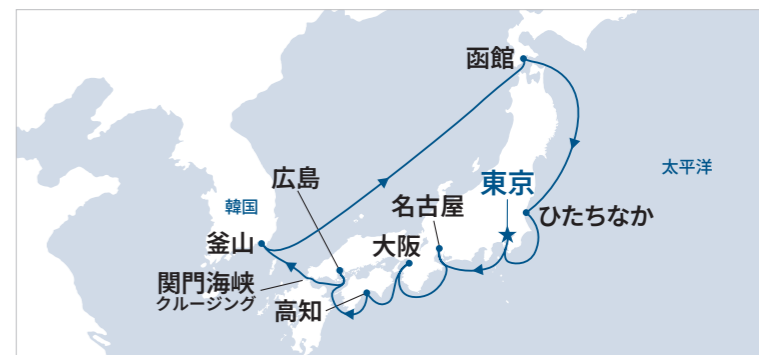 函館
太平洋
広島
東京
韓国
名古屋
ひたちなか
釜山
大阪
関門海峡
クルージング
高知